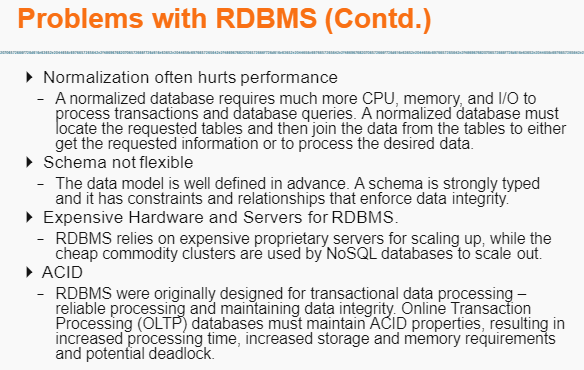 Problems with RDBMS (Contd.)
Normalization often hurts performance
– A normalized database requires much more CPU, memory, and I/O to
process transactions and database queries. A normalized database must
locate the requested tables and then join the data from the tables to either
get the requested information or to process the desired data.
Schema not flexible
– The data model is well defined in advance. A schema is strongly typed
and it has constraints and relationships that enforce data integrity.
Expensive Hardware and Servers for RDBMS.
– RDBMS relies on expensive proprietary servers for scaling up, while the
cheap commodity clusters are used by NoSQL databases to scale out.
ACID
– RDBMS were originally designed for transactional data processing –
reliable processing and maintaining data integrity. Online Transaction
Processing (OLTP) databases must maintain ACID properties, resulting in
increased processing time, increased storage and memory requirements
and potential deadlock.